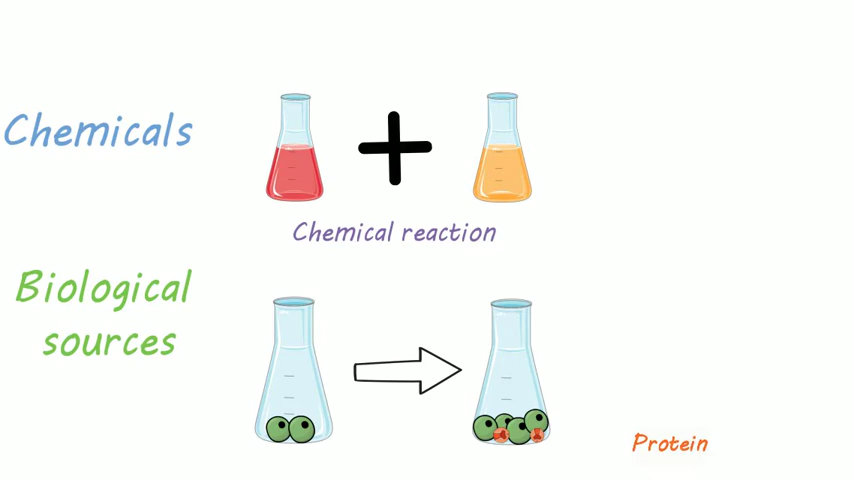 Chemicals
Chemical reaction
Biological
sources
Protein